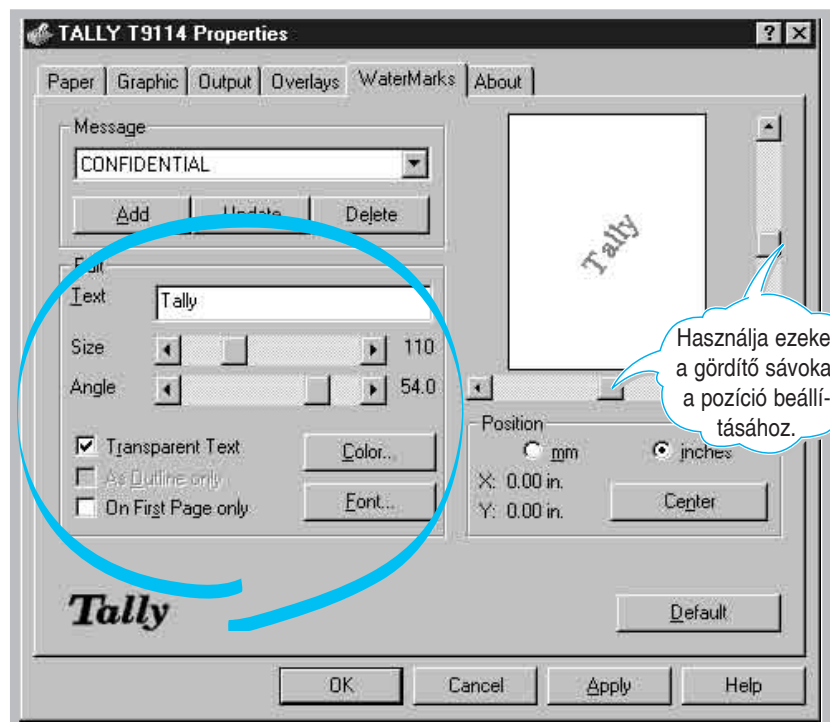 TALLY T9114 Properties
Paper Graphic Output Overlays WaterMarks About
Message
CONFIDENTIAL
Add Update Delete
Edit
Text Tally
Size 110
Angle 54.0
Transparent Text
As Outline only
On First Page only
Color...
Font...
Tally
Tally
Használja ezeke
a gördítő sávoka
a pozíció beállí-
tásához.
Position
mm inches
X: 0.00 in.
Y: 0.00 in.
Center
Default
OK Cancel Apply Help